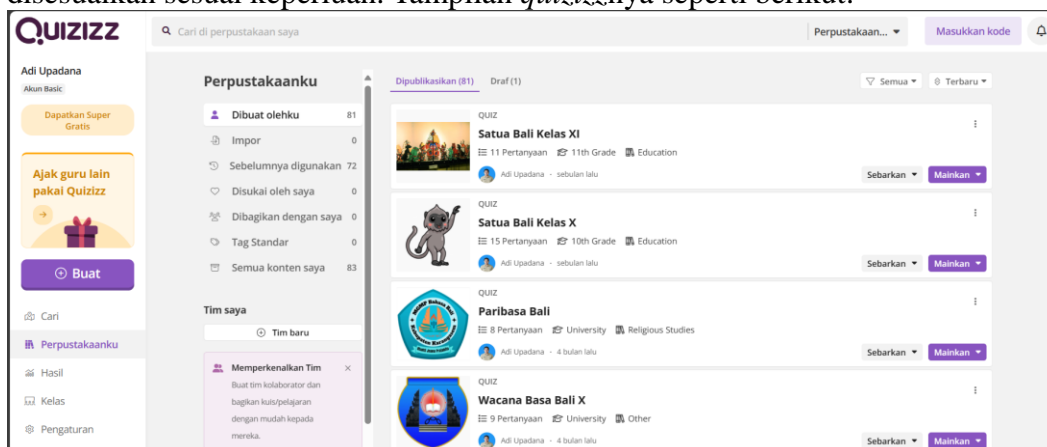 disesuaikan sesuai keperluan. Tampilan quizizznya seperti berikut:
QUIZIZZ
Cari di perpustakaan saya
Perpustakaan...
Masukkan kode
Adi Upadana
Akun Basic
Dapatkan Super
Gratis
Ajak guru lain
pakai Quizizz
Buat
Cari
Perpustakaanku
Hasil
Kelas
Pengaturan
Perpustakaanku
Dibuat olehku 81
Impor 0
Sebelumnya digunakan 72
Disukai oleh saya 0
Dibagikan dengan saya 0
Tag Standar 0
Semua konten saya 83
Tim saya
Tim baru
Memperkenalkan Tim
Buat tim kolaborator dan
bagikan kuis/pelajaran
dengan mudah kepada
mereka.
Dipublikasikan (81) Draf (1)
Semua Terbaru
QUIZ
Satua Bali Kelas XI
11 Pertanyaan 11th Grade Education
Adi Upadana - sebulan lalu
Sebarkan Mainkan
QUIZ
Satua Bali Kelas X
15 Pertanyaan 10th Grade Education
Adi Upadana - sebulan lalu
Sebarkan Mainkan
QUIZ
Paribasa Bali
8 Pertanyaan University Religious Studies
Adi Upadana - 4 bulan lalu
Sebarkan Mainkan
QUIZ
Wacana Basa Bali X
9 Pertanyaan University Other
Adi Upadana - 4 bulan lalu
Sebarkan Mainkan